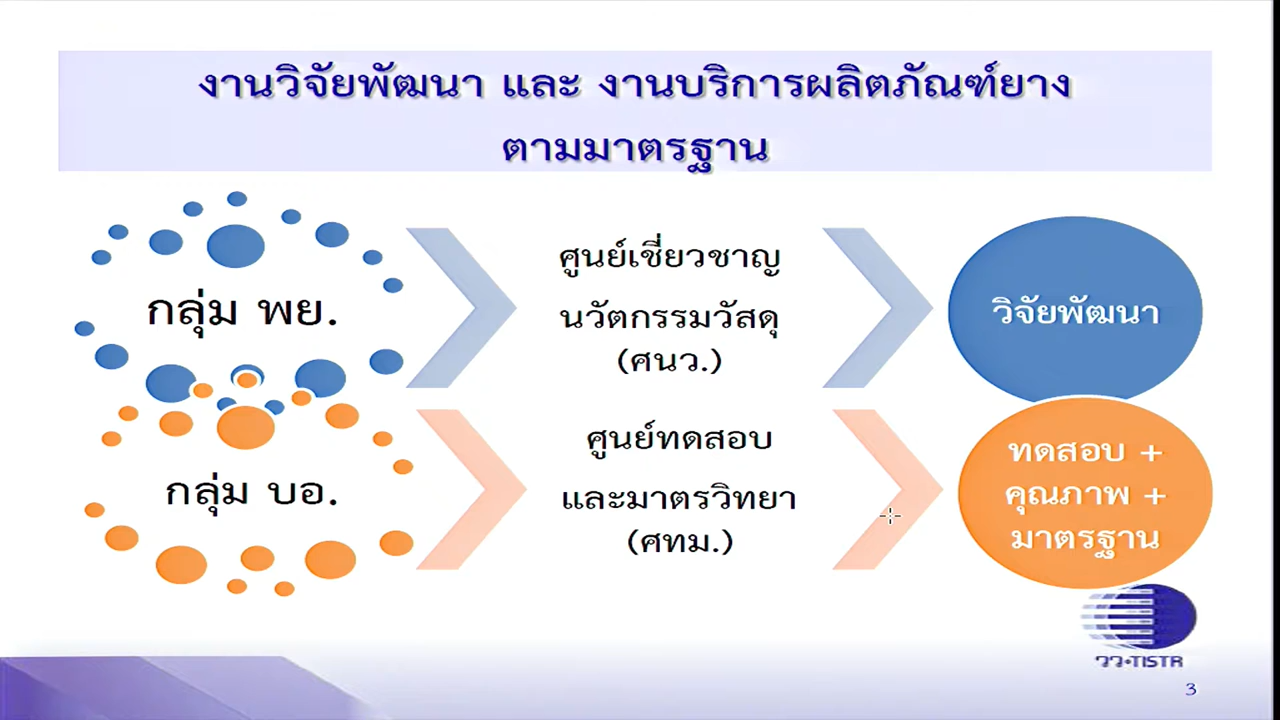 งานวิจัยพัฒนา และ งานบริการผลิตภัณฑ์ยาง
ตามมาตรฐาน
กลุ่ม พย.
ศูนย์เชี่ยวชาญ
นวัตกรรมวัสดุ
(ศนว.)
วิจัยพัฒนา
กลุ่ม บอ.
ศูนย์ทดสอบ
และมาตรวิทยา
(ศทม.)
ทดสอบ +
คุณภาพ +
มาตรฐาน
วว•TISTR
3